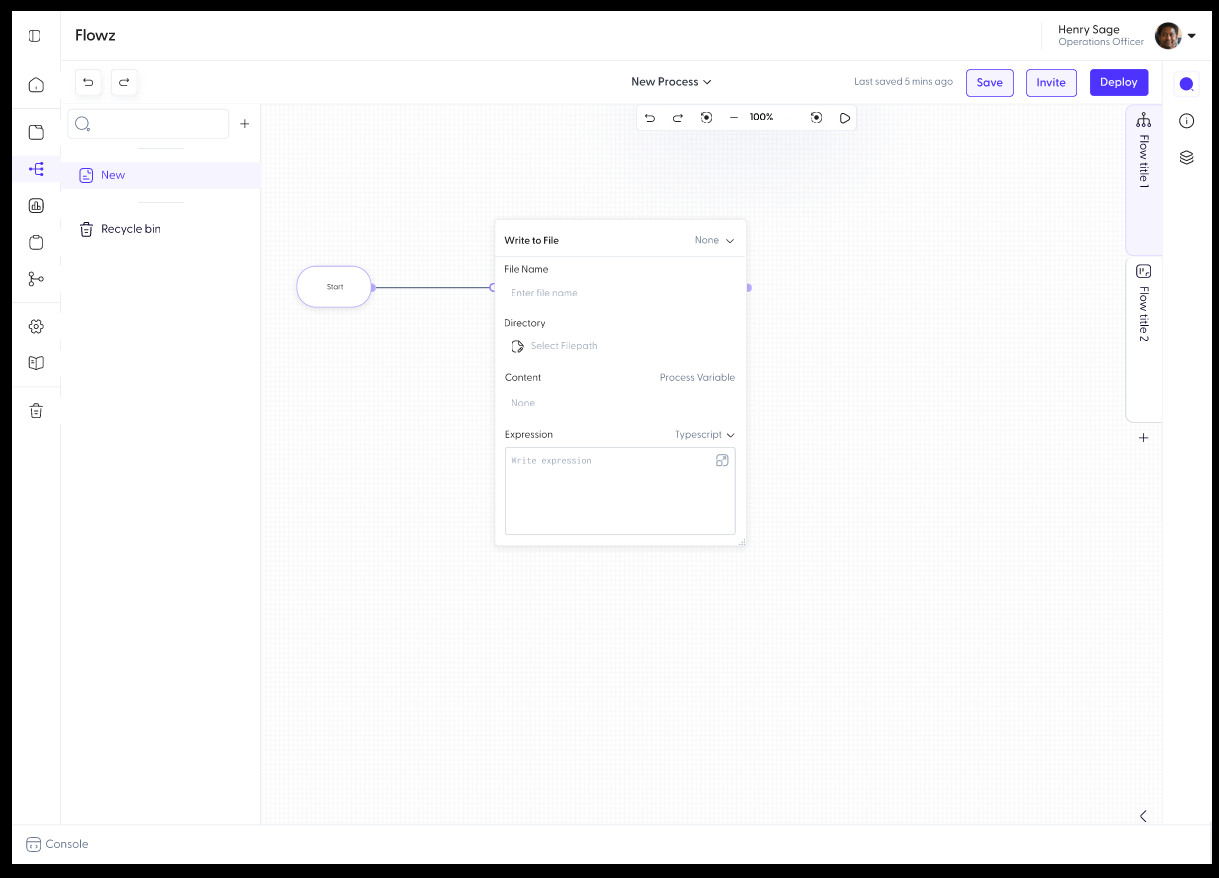 Flowz
Henry Sage
Operations Officer
New Process
Last saved 5 mins ago
Save
Invite
Deploy
100%
New
Recycle bin
Start
Write to File
None
File Name
Enter file name
Directory
Select Filepath
Content
Process Variable
None
Expression
Typescript
Write expression
Flow title 1
Flow title 2
Console